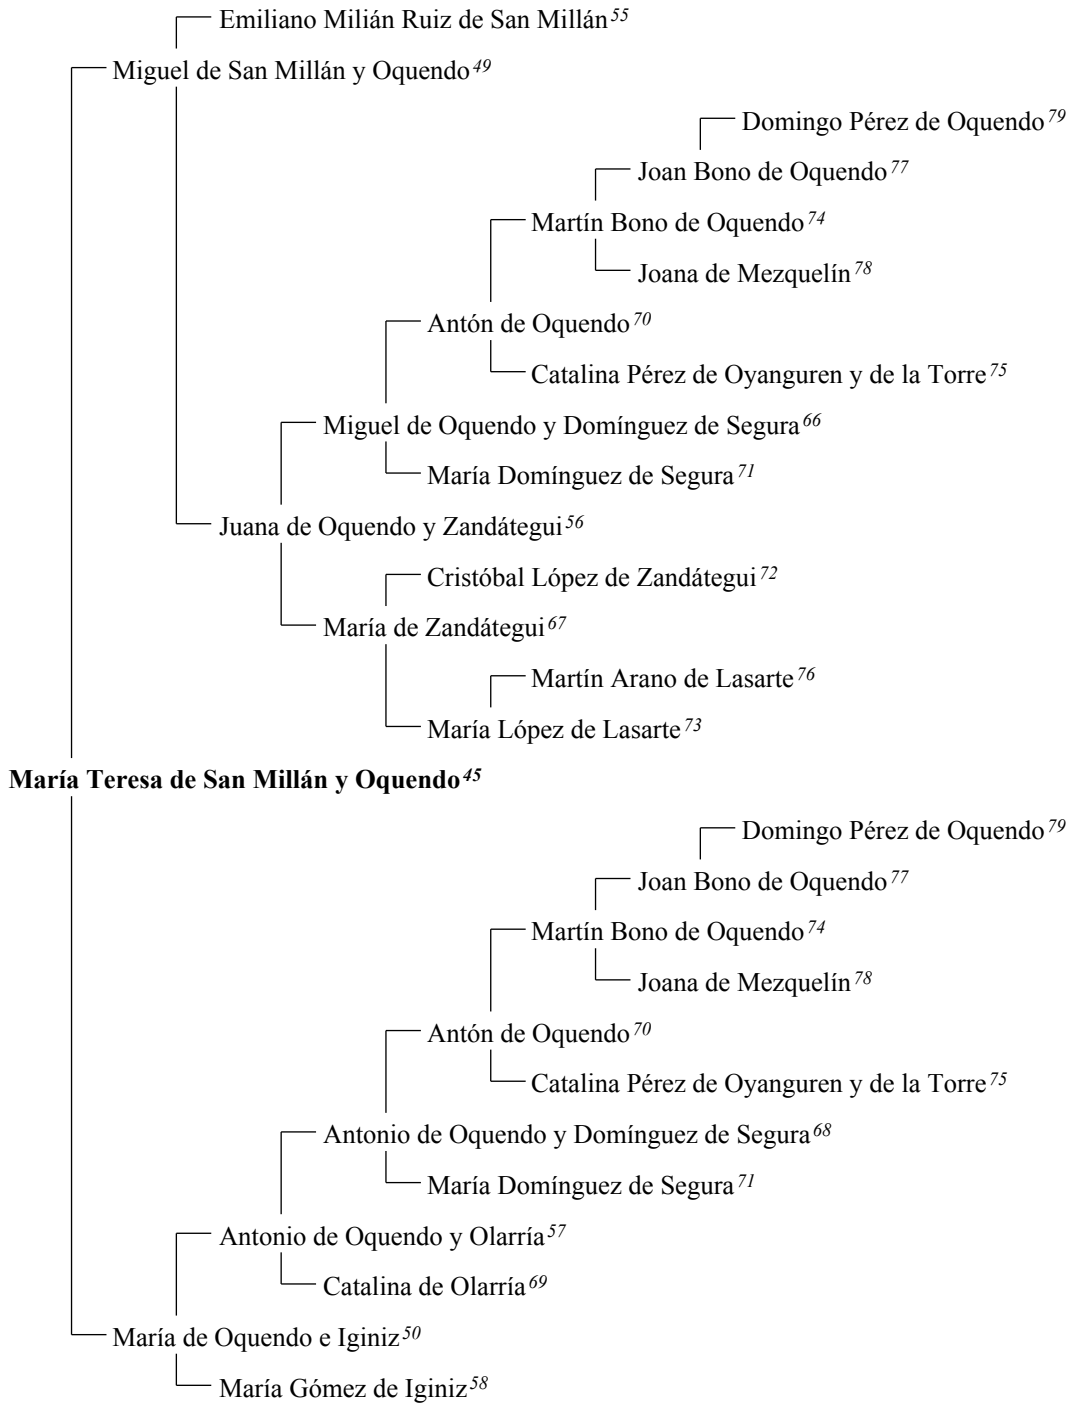 Emiliano Milián Ruiz de San Millán55
Miguel de San Millán y Oquendo49
Domingo Pérez de Oquendo79
Joan Bono de Oquendo77
Martín Bono de Oquendo74
Joana de Mezquelín78
Antón de Oquendo70
Catalina Pérez de Oyanguren y de la Torre75
Miguel de Oquendo y Domínguez de Segura66
María Domínguez de Segura71
Juana de Oquendo y Zandátegui56
Cristóbal López de Zandátegui72
María de Zandátegui67
Martín Arano de Lasarte76
María López de Lasarte73
María Teresa de San Millán y Oquendo45
Domingo Pérez de Oquendo79
Joan Bono de Oquendo77
Martín Bono de Oquendo74
Joana de Mezquelín78
Antón de Oquendo70
Catalina Pérez de Oyanguren y de la Torre75
Antonio de Oquendo y Domínguez de Segura68
María Domínguez de Segura71
Antonio de Oquendo y Olarría57
Catalina de Olarría69
María de Oquendo e Iginiz50
María Gómez de Iginiz58